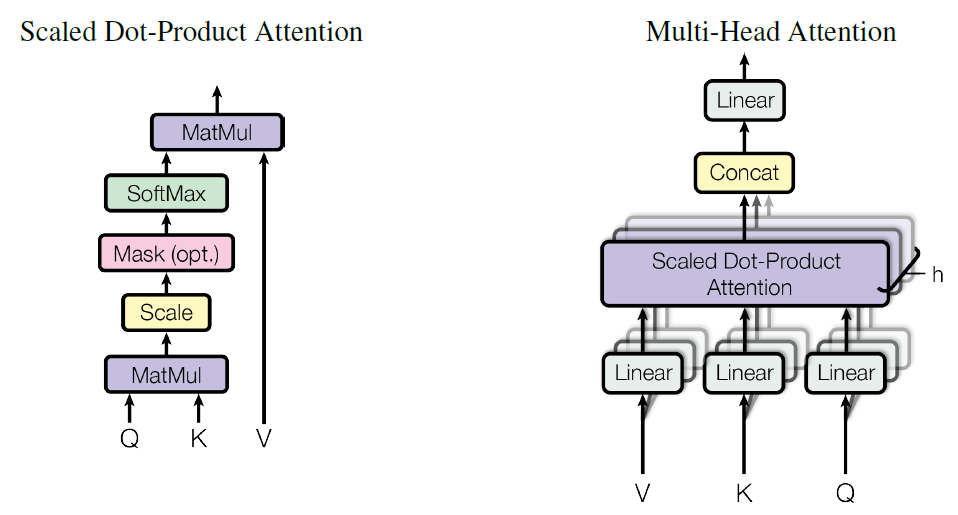 Scaled Dot-Product Attention
MatMul
SoftMax
Mask (opt.)
Scale
MatMul
Q K V
Multi-Head Attention
Linear
Concat
Scaled Dot-Product
Attention
h
Linear Linear Linear
V K Q